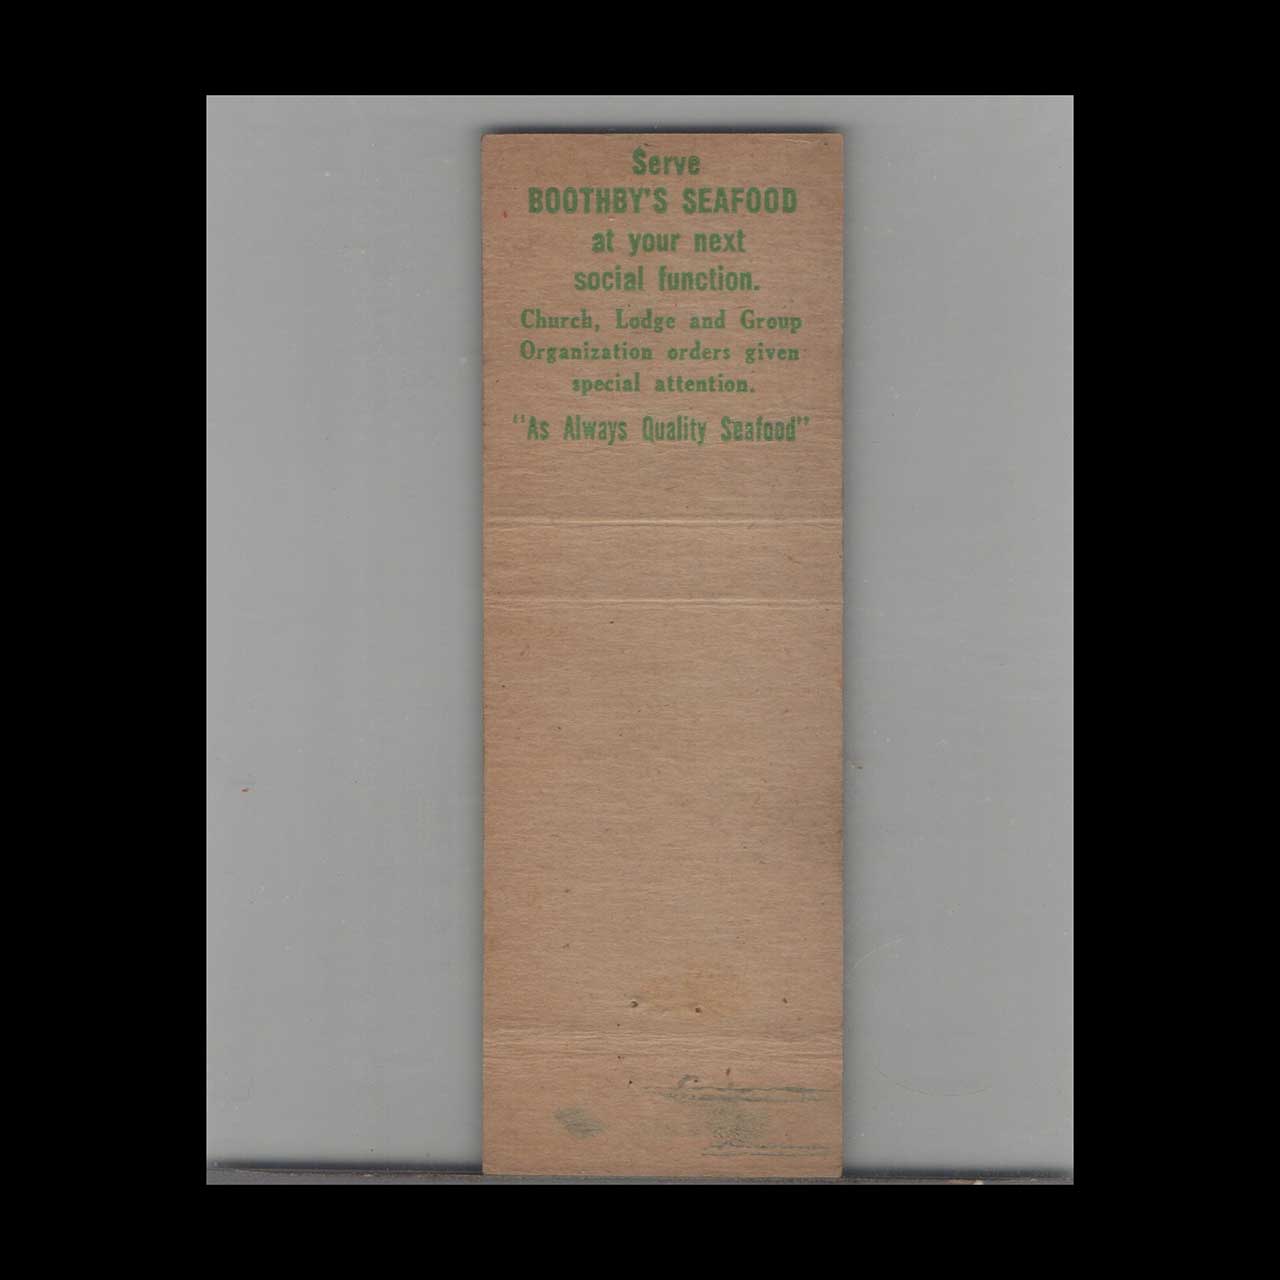 Serve
BOOTHBY'S SEAFOOD
at your next
social function.
Church, Lodge and Group
Organization orders given
special attention.
"As Always Quality Seafood"